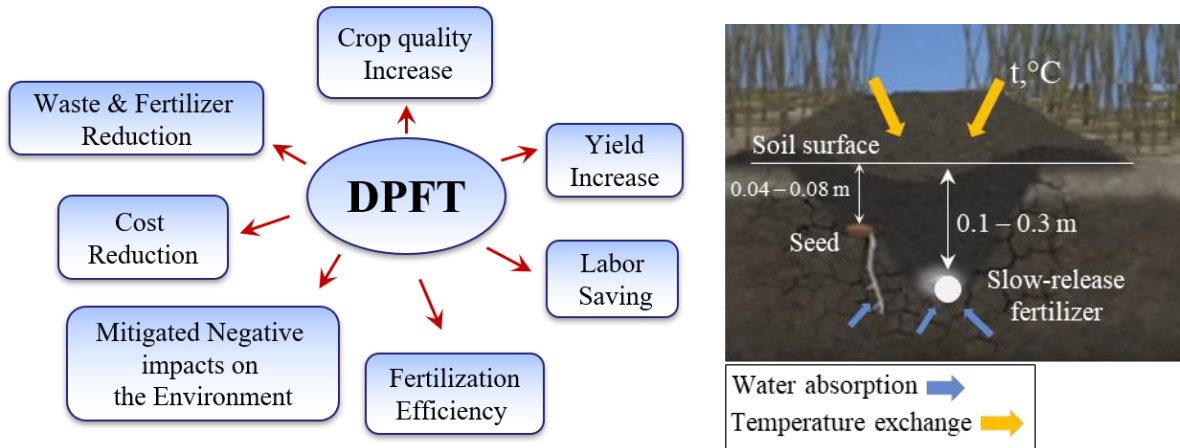 Crop quality
Increase
Waste & Fertilizer
Reduction
Yield
Increase
DPFT
Cost
Reduction
Labor
Saving
Mitigated Negative
impacts on
the Environment
Fertilization
Efficiency
t,°C
Soil surface
0.04 – 0.08 m
0.1 – 0.3 m
Seed
Slow-release
fertilizer
Water absorption
Temperature exchange